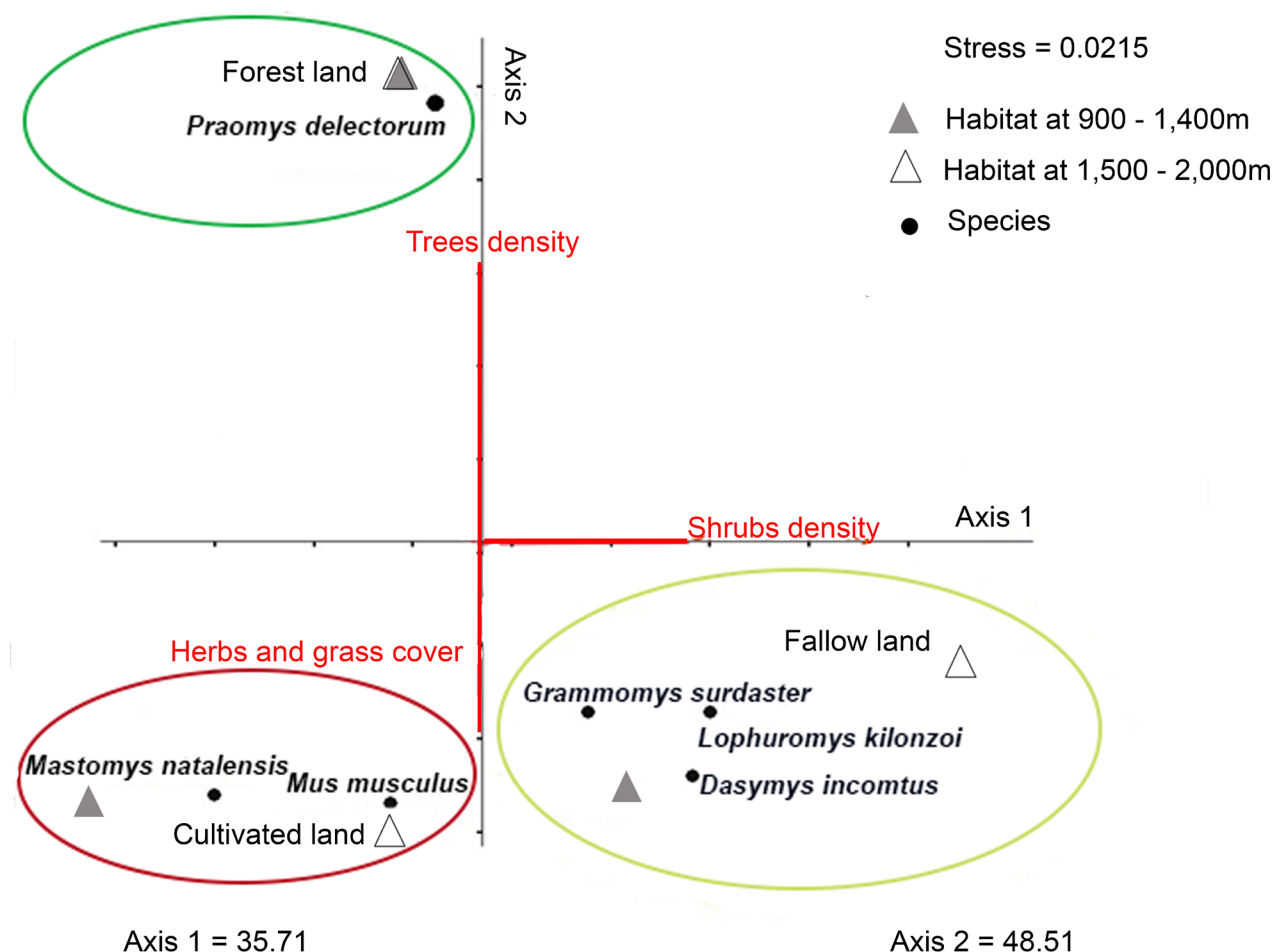 Stress = 0.0215
Axis 2
Forest land
Praomys delectorum
Habitat at 900 - 1,400m
Habitat at 1,500 - 2,000m
Species
Trees density
Axis 1
Shrubs density
Herbs and grass cover
Fallow land
Grammomys surdaster
Lophuromys kilonzoi
Dasymys incomtus
Mastomys natalensis
Mus musculus
Cultivated land
Axis 1 = 35.71
Axis 2 = 48.51